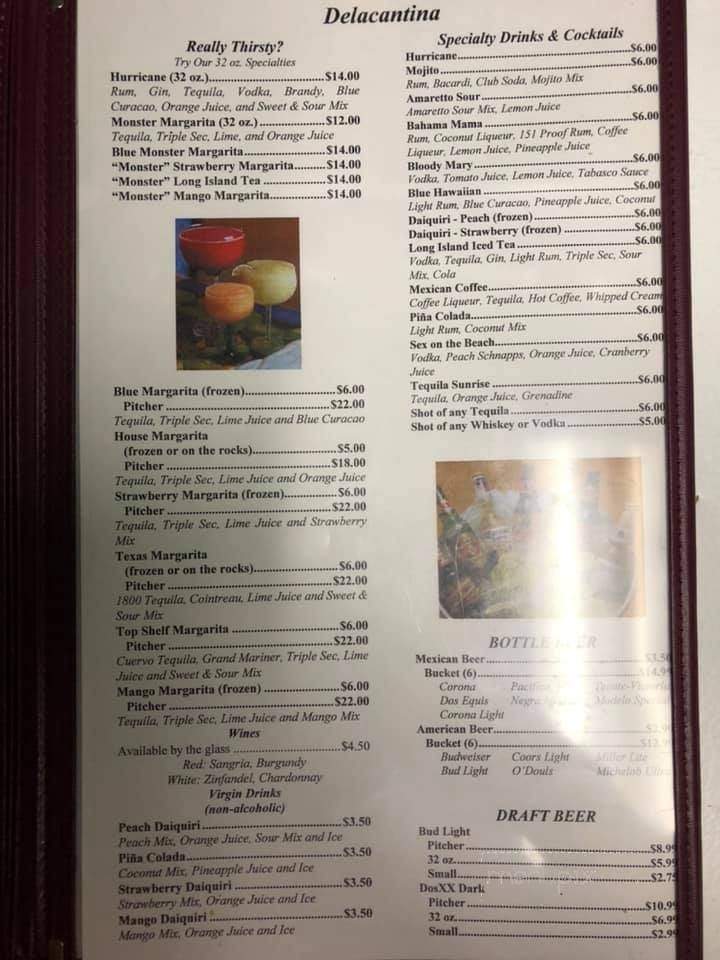 Delacantina
Really Thirsty?
Try Our 32 oz. Specialties
Hurricane (32 oz.)..............................$14.00
Rum, Gin, Tequila, Vodka, Brandy, Blue
Curacao, Orange Juice, and Sweet & Sour Mix
Monster Margarita (32 oz.)..................$12.00
Tequila, Triple Sec, Lime, and Orange Juice
Blue Monster Margarita......................$14.00
"Monster" Strawberry Margarita........$14.00
"Monster" Long Island Tea .................$14.00
"Monster" Mango Margarita...............$14.00
Blue Margarita (frozen).........................$6.00
Pitcher ..............................................$22.00
Tequila, Triple Sec, Lime Juice and Blue Curacao
House Margarita
(frozen or on the rocks).......................$5.00
Pitcher ..............................................$18.00
Tequila, Triple Sec, Lime Juice and Orange Juice
Strawberry Margarita (frozen)..............$6.00
Pitcher ..............................................$22.00
Tequila, Triple Sec, Lime Juice and Strawberry
Mix
Texas Margarita
(frozen or on the rocks).......................$6.00
Pitcher ..............................................$22.00
1800 Tequila, Cointreau, Lime Juice and Sweet &
Sour Mix
Top Shelf Margarita .............................$6.00
Pitcher ..............................................$22.00
Cuervo Tequila, Grand Mariner, Triple Sec, Lime
Juice and Sweet & Sour Mix
Mango Margarita (frozen) ....................$6.00
Pitcher ..............................................$22.00
Tequila, Triple Sec, Lime Juice and Mango Mix
Wines
Available by the glass .............................$4.50
Red: Sangria, Burgundy
White: Zinfandel, Chardonnay
Virgin Drinks
(non-alcoholic)
Peach Daiquiri......................................$3.50
Peach Mix, Orange Juice, Sour Mix and Ice
Piña Colada..........................................$3.50
Coconut Mix, Pineapple Juice and Ice
Strawberry Daiquiri .............................$3.50
Strawberry Mix, Orange Juice and Ice
Mango Daiquiri ....................................$3.50
Mango Mix, Orange Juice and Ice
Specialty Drinks & Cocktails
Hurricane..............................................$6.00
Mojito...................................................$6.00
Rum, Bacardi, Club Soda, Mojito Mix
Amaretto Sour ......................................$6.00
Amaretto Sour Mix, Lemon Juice
Bahama Mama .....................................$6.00
Rum, Coconut Liqueur, 151 Proof Rum, Coffee
Liqueur, Lemon Juice, Pineapple Juice
Bloody Mary ........................................$6.00
Vodka, Tomato Juice, Lemon Juice, Tabasco Sauce
Blue Hawaiian ......................................$6.00
Light Rum, Blue Curacao, Pineapple Juice, Coconut
Daiquiri - Peach (frozen) ......................$6.00
Daiquiri - Strawberry (frozen) .............$6.00
Long Island Iced Tea ............................$6.00
Vodka, Tequila, Gin, Light Rum, Triple Sec, Sour
Mix, Cola
Mexican Coffee.....................................$6.00
Coffee Liqueur, Tequila, Hot Coffee, Whipped Cream
Piña Colada..........................................$6.00
Light Rum, Coconut Mix
Sex on the Beach...................................$6.00
Vodka, Peach Schnapps, Orange Juice, Cranberry
Juice
Tequila Sunrise ....................................$6.00
Tequila, Orange Juice, Grenadine
Shot of any Tequila...............................$6.00
Shot of any Whiskey or Vodka .............$5.00
BOTTLE BEER
Mexican Beer........................................$3.50
Bucket (6)..........................................$14.99
Corona Pacifico
Dos Equis Negra Modelo Especial
Corona Light
American Beer
Bucket (6)
Budweiser Coors Light Miller Lite
Bud Light O'Douls Michelob Ultra
DRAFT BEER
Bud Light
Pitcher ................................................$8.99
32 oz...................................................$5.99
Small..................................................$2.75
DosXX Dark
Pitcher ...............................................$10.99
32 oz...................................................$6.99
Small..................................................$2.99